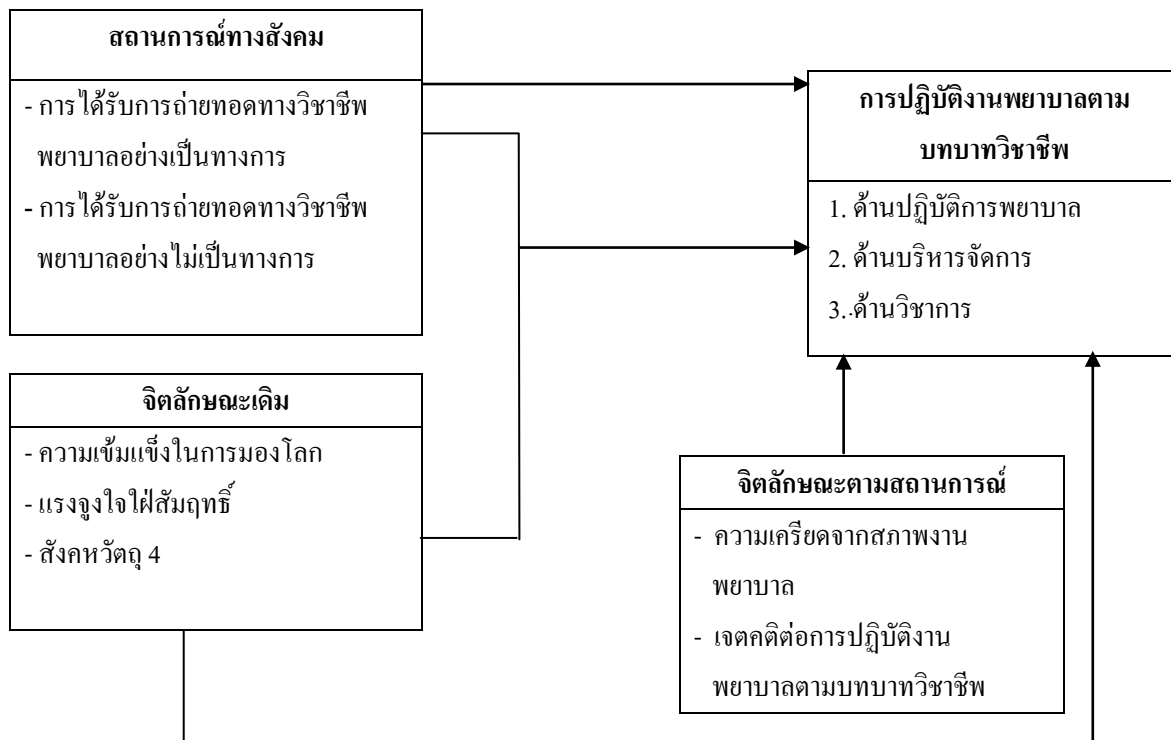 สถานการณ์ทางสังคม
- การได้รับการถ่ายทอดทางวิชาชีพ
พยาบาลอย่างเป็นทางการ
- การได้รับการถ่ายทอดทางวิชาชีพ
พยาบาลอย่างไม่เป็นทางการ
การปฏิบัติงานพยาบาลตาม
บทบาทวิชาชีพ
1. ด้านปฏิบัติการพยาบาล
2. ด้านบริหารจัดการ
3. ด้านวิชาการ
จิตลักษณะเดิม
- ความเข้มแข็งในการมองโลก
- แรงจูงใจใฝ่สัมฤทธิ์
- สังคหวัตถุ 4
จิตลักษณะตามสถานการณ์
- ความเครียดจากสภาพงาน
พยาบาล
- เจตคติต่อการปฏิบัติงาน
พยาบาลตามบทบาทวิชาชีพ